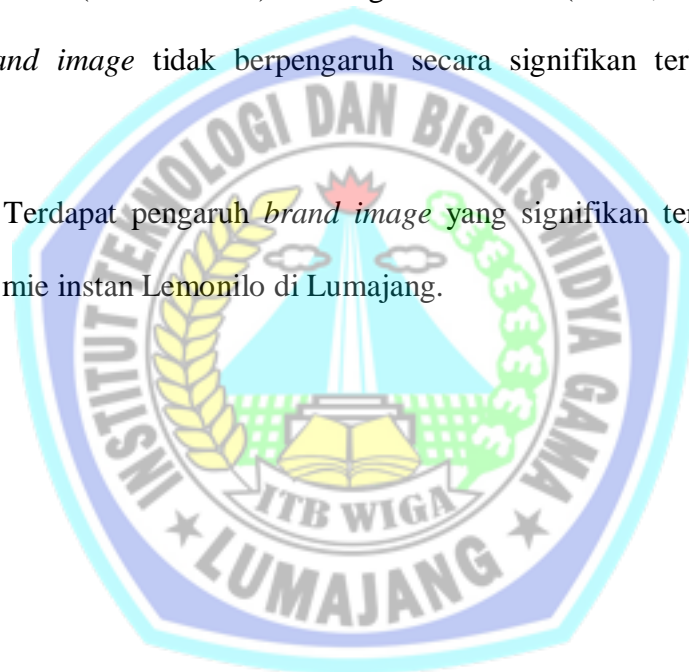 and image tidak berpengaruh secara signifikan ter
Terdapat pengaruh brand image yang signifikan ter
mie instan Lemonilo di Lumajang.
INSTITUT TEKNOLOGI DAN BISNIS WIDYA GAMA
ITB WIGA
LUMAJANG